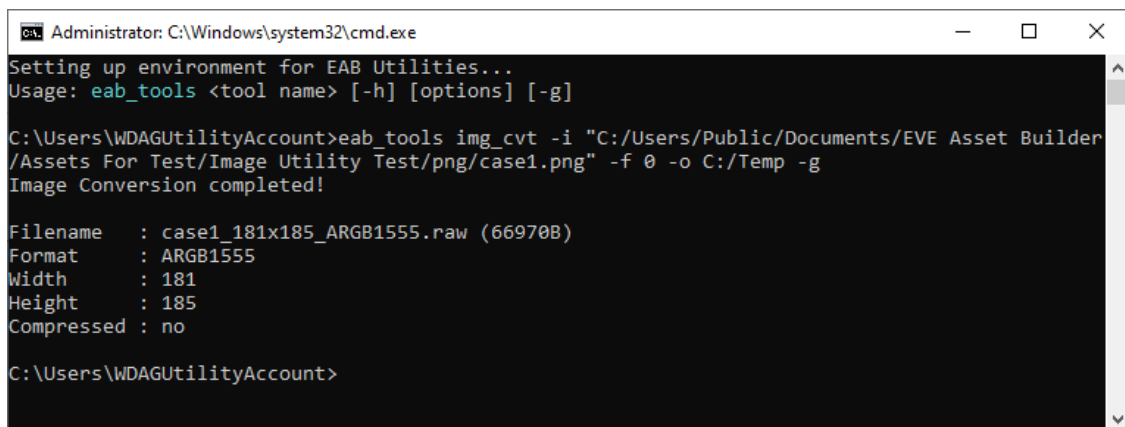 Administrator: C:\Windows\system32\cmd.exe
Setting up environment for EAB Utilities...
Usage: eab_tools <tool name> [-h] [options] [-g]
C:\Users\WDAGUtilityAccount>eab_tools img_cvt -i "C:/Users/Public/Documents/EVE Asset Builder
/Assets For Test/Image Utility Test/png/case1.png" -f 0 -o C:/Temp -g
Image Conversion completed!
Filename   : case1_181x185_ARGB1555.raw (66970B)
Format     : ARGB1555
Width      : 181
Height     : 185
Compressed : no
C:\Users\WDAGUtilityAccount>